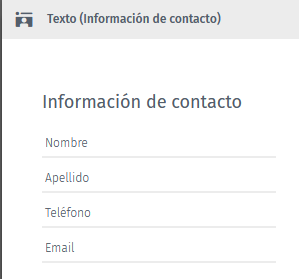 Texto (Información de contacto)
Información de contacto
Nombre
Apellido
Teléfono
Email